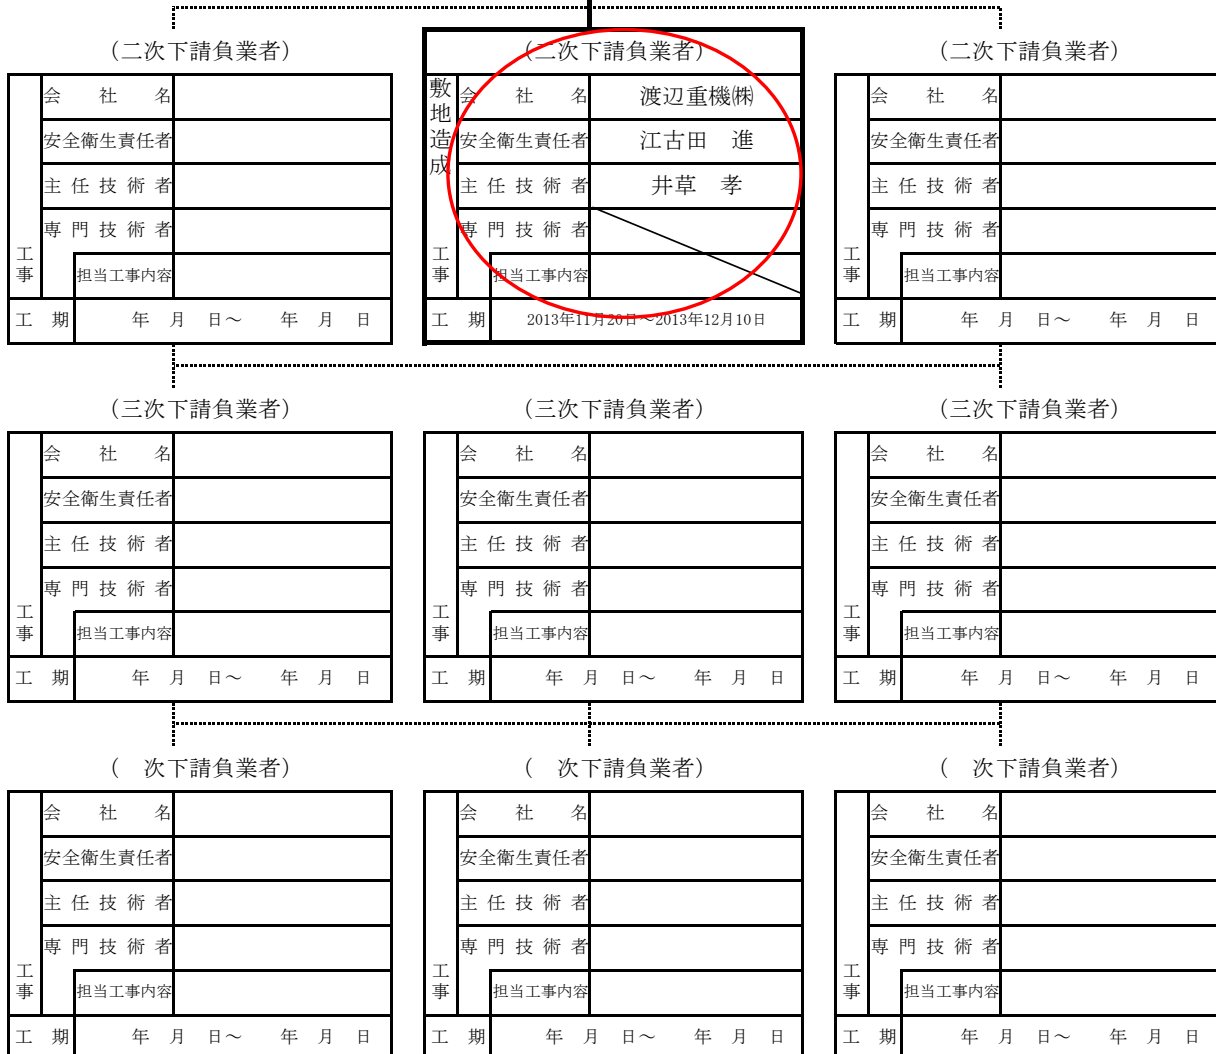 （二次下請負業者）
会　社　名
安全衛生責任者
主任技術者
専門技術者
工事
担当工事内容
工　期　年　月　日～　年　月　日
（二次下請負業者）
敷地造成
会　社　名　渡辺重機㈱
安全衛生責任者　江古田　進
主任技術者　井草　孝
専門技術者
工事
担当工事内容
工　期　2013年11月20日～2013年12月10日
（二次下請負業者）
会　社　名
安全衛生責任者
主任技術者
専門技術者
工事
担当工事内容
工　期　年　月　日～　年　月　日
（三次下請負業者）
会　社　名
安全衛生責任者
主任技術者
専門技術者
工事
担当工事内容
工　期　年　月　日～　年　月　日
（三次下請負業者）
会　社　名
安全衛生責任者
主任技術者
専門技術者
工事
担当工事内容
工　期　年　月　日～　年　月　日
（三次下請負業者）
会　社　名
安全衛生責任者
主任技術者
専門技術者
工事
担当工事内容
工　期　年　月　日～　年　月　日
（　次下請負業者）
会　社　名
安全衛生責任者
主任技術者
専門技術者
工事
担当工事内容
工　期　年　月　日～　年　月　日
（　次下請負業者）
会　社　名
安全衛生責任者
主任技術者
専門技術者
工事
担当工事内容
工　期　年　月　日～　年　月　日
（　次下請負業者）
会　社　名
安全衛生責任者
主任技術者
専門技術者
工事
担当工事内容
工　期　年　月　日～　年　月　日